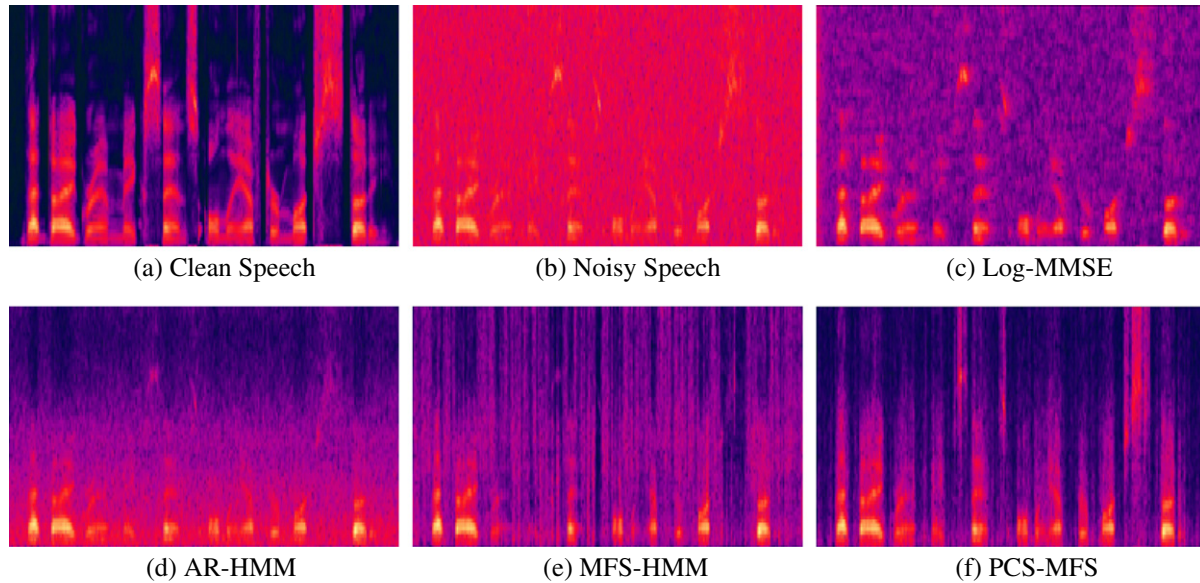 (a) Clean Speech
(b) Noisy Speech
(c) Log-MMSE
(d) AR-HMM
(e) MFS-HMM
(f) PCS-MFS